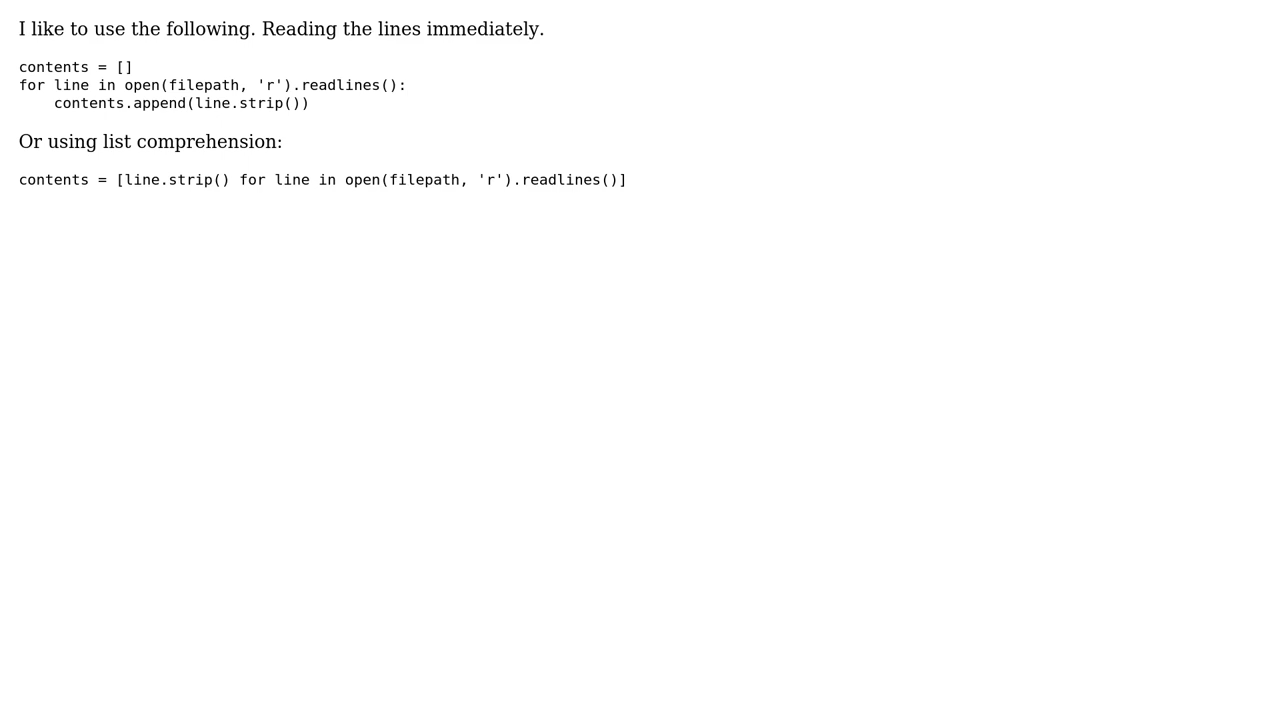 I like to use the following. Reading the lines immediately.
contents = []
for line in open(filepath, 'r').readlines():
    contents.append(line.strip())
Or using list comprehension:
contents = [line.strip() for line in open(filepath, 'r').readlines()]